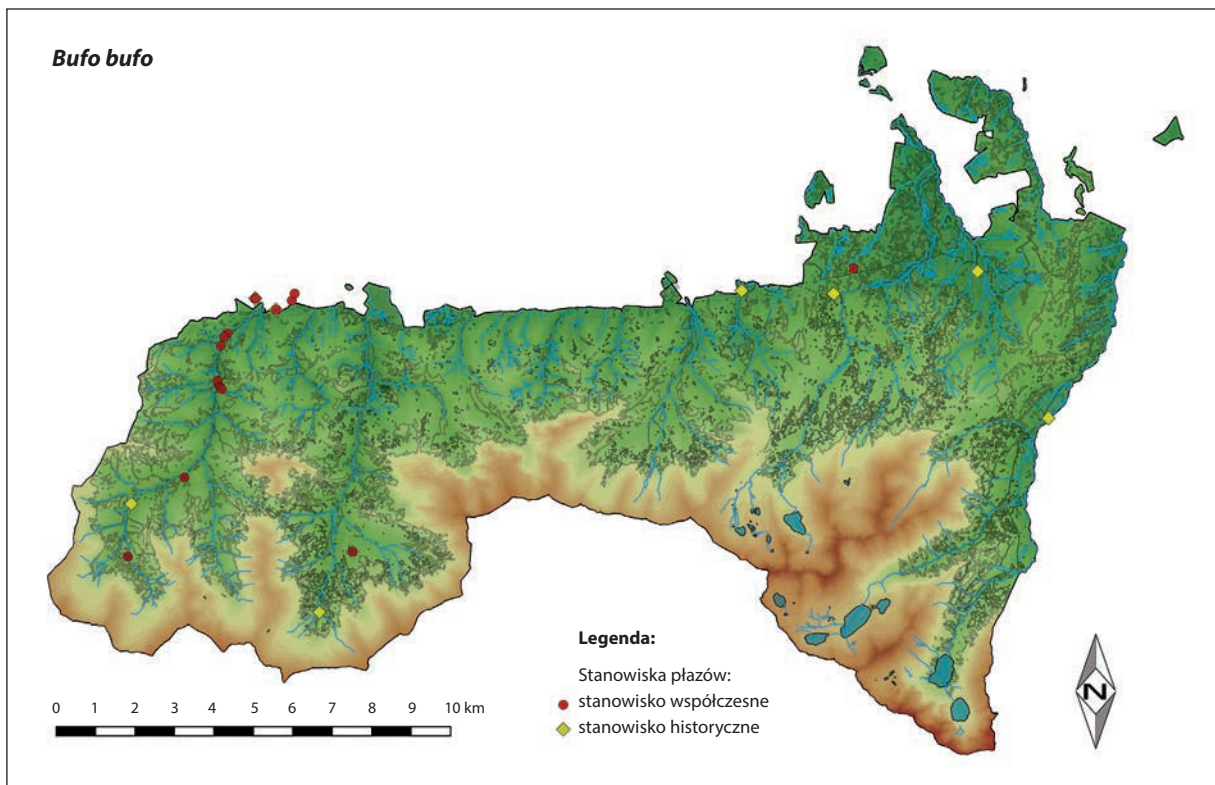 Bufo bufo
Legenda:
Stanowiska płazów:
stanowisko współczesne
stanowisko historyczne
0 1 2 3 4 5 6 7 8 9 10 km
N